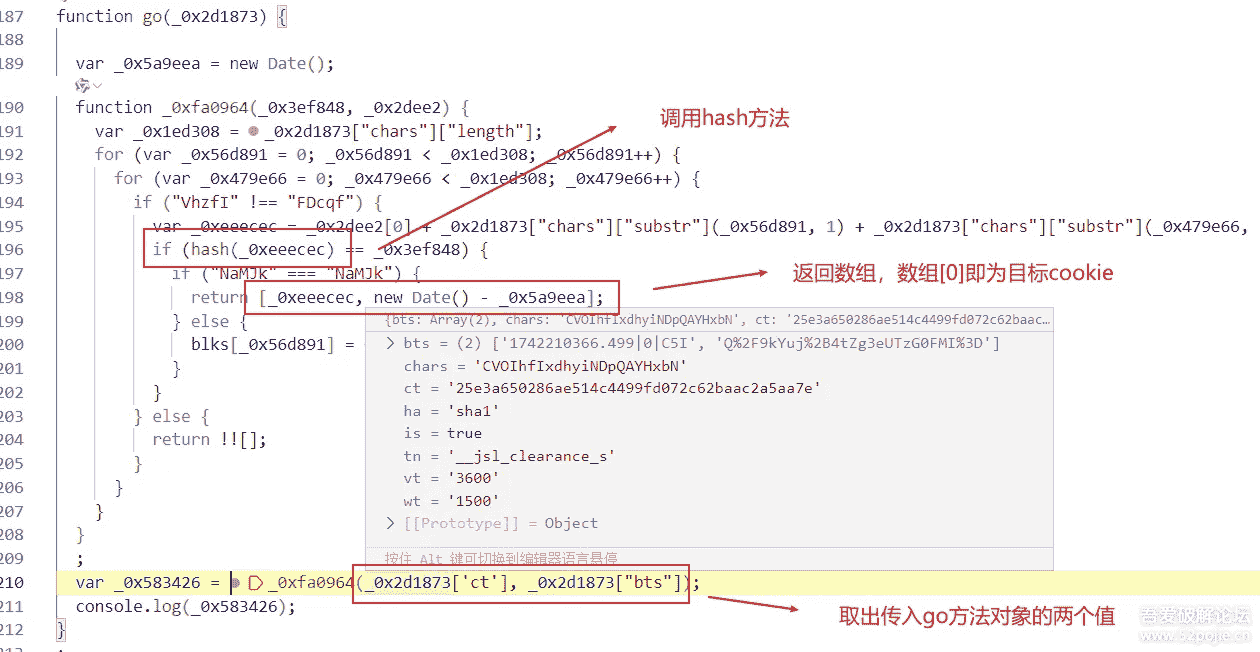 187 function go(_0x2d1873) {
188
189 var _0x5a9eea = new Date();
190 function _0xfa0964(_0x3ef848, _0x2dee2) {
调用hash方法
191 var _0x1ed308 = _0x2d1873["chars"]["length"];
192 for (var _0x56d891 = 0; _0x56d891 < _0x1ed308; _0x56d891++) {
193 for (var _0x479e66 = 0; _0x479e66 < _0x1ed308; _0x479e66++) {
194 if ("VhzfI" !== "FDcqf") {
195 var _0xeeecec = _0x2dee2[0] + _0x2d1873["chars"]["substr"](_0x56d891, 1) + _0x2d1873["chars"]["substr"](_0x479e66,
196 if (hash(_0xeeecec) == _0x3ef848) {
197 if ("NaMJk" === "NaMJk") {
返回数组，数组[0]即为目标cookie
198 return [_0xeeecec, new Date() - _0x5a9eea];
199 } else {
{bts: Array(2), chars: 'CVOIhfIxdhyiNDpQAYHxbN', ct: '25e3a650286ae514c4499fd072c62baac…
200 blks[_0x56d891] =
bts = (2) ['1742210366.499|0|C5I', 'Q%2F9kYuj%2B4tZg3eUTzG0FMI%3D']
201 }
chars = 'CVOIhfIxdhyiNDpQAYHxbN'
202 }
ct = '25e3a650286ae514c4499fd072c62baac2a5aa7e'
203 } else {
ha = 'sha1'
204 return !![];
is = true
205 }
tn = '__jsl_clearance_s'
206 }
vt = '3600'
207 }
wt = '1500'
208 }
[[Prototype]] = Object
209 ;
按住 Alt 键可切换到编辑器语言悬停
210 var _0x583426 = _0xfa0964(_0x2d1873['ct'], _0x2d1873["bts"]);
211 console.log(_0x583426);
取出传入go方法对象的两个值
212 }
吾爱破解论坛
www.52pojie.cn